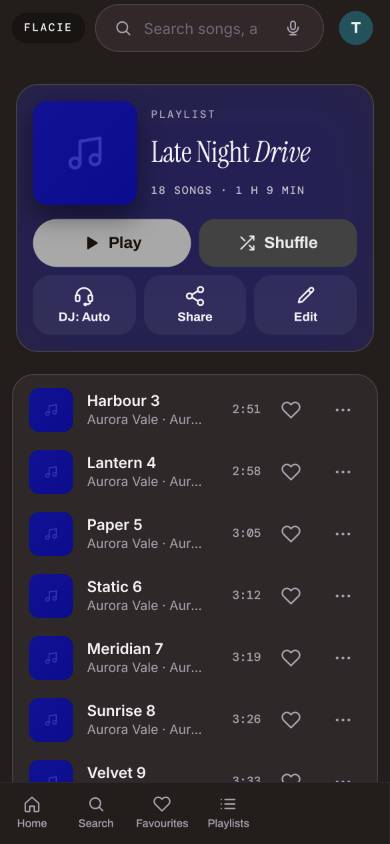 FLACIE
Search songs, a
T
PLAYLIST
Late Night Drive
18 SONGS · 1 H 9 MIN
Play
Shuffle
DJ: Auto
Share
Edit
Harbour 3
Aurora Vale · Aur...
2:51
Lantern 4
Aurora Vale · Aur...
2:58
Paper 5
Aurora Vale · Aur...
3:05
Static 6
Aurora Vale · Aur...
3:12
Meridian 7
Aurora Vale · Aur...
3:19
Sunrise 8
Aurora Vale · Aur...
3:26
Velvet 9
3:33
Home
Search
Favourites
Playlists